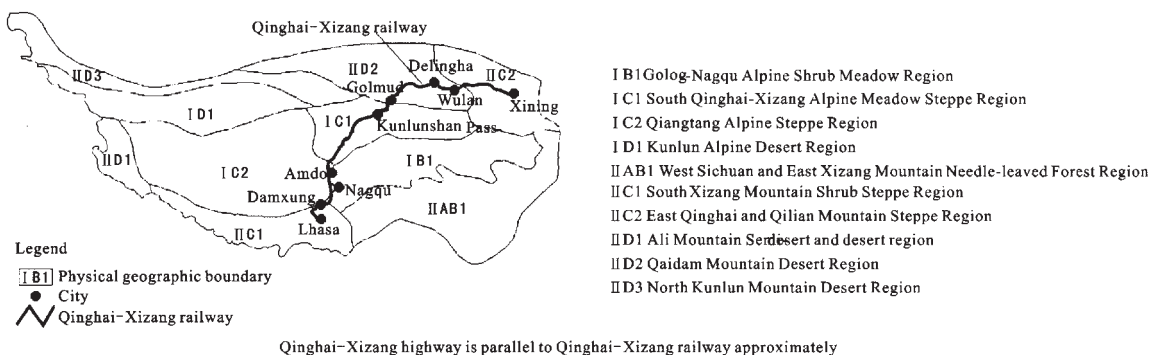 Qinghai-Xizang railway
ⅡD3
ⅡD2
Delingha
ⅡC2
Golmud
Wulan
Xining
ⅠD1
ⅠC1
Kunlunshan Pass
ⅡD1
ⅠC2
ⅠB1
Amdo
Nagqu
Damxung
ⅡAB1
ⅡC1
Lhasa
Legend
ⅠB1 Physical geographic boundary
City
Qinghai-Xizang railway
ⅠB1 Golog-Nagqu Alpine Shrub Meadow Region
ⅠC1 South Qinghai-Xizang Alpine Meadow Steppe Region
ⅠC2 Qiangtang Alpine Steppe Region
ⅠD1 Kunlun Alpine Desert Region
ⅡAB1 West Sichuan and East Xizang Mountain Needle-leaved Forest Region
ⅡC1 South Xizang Mountain Shrub Steppe Region
ⅡC2 East Qinghai and Qilian Mountain Steppe Region
ⅡD1 Ali Mountain Semidesert and desert region
ⅡD2 Qaidam Mountain Desert Region
ⅡD3 North Kunlun Mountain Desert Region
Qinghai-Xizang highway is parallel to Qinghai-Xizang railway approximately